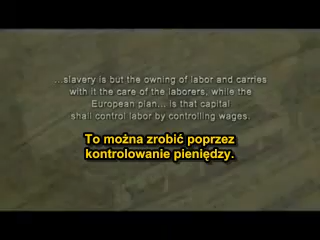 ...slavery is but the owning of labor and carries
with it the care of the laborers, while the
European plan... is that capital
shall control labor by controlling wages.
To można zrobić poprzez
kontrolowanie pieniędzy.